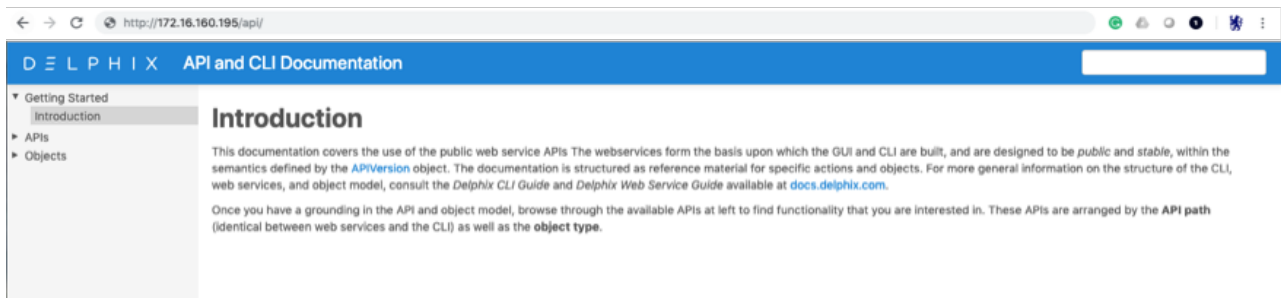 http://172.16.160.195/api/
DELPHIX API and CLI Documentation
Getting Started
Introduction
APIs
Objects
Introduction
This documentation covers the use of the public web service APIs The webservices form the basis upon which the GUI and CLI are built, and are designed to be public and stable, within the
semantics defined by the APIVersion object. The documentation is structured as reference material for specific actions and objects. For more general information on the structure of the CLI,
web services, and object model, consult the Delphix CLI Guide and Delphix Web Service Guide available at docs.delphix.com.
Once you have a grounding in the API and object model, browse through the available APIs at left to find functionality that you are interested in. These APIs are arranged by the API path
(identical between web services and the CLI) as well as the object type.